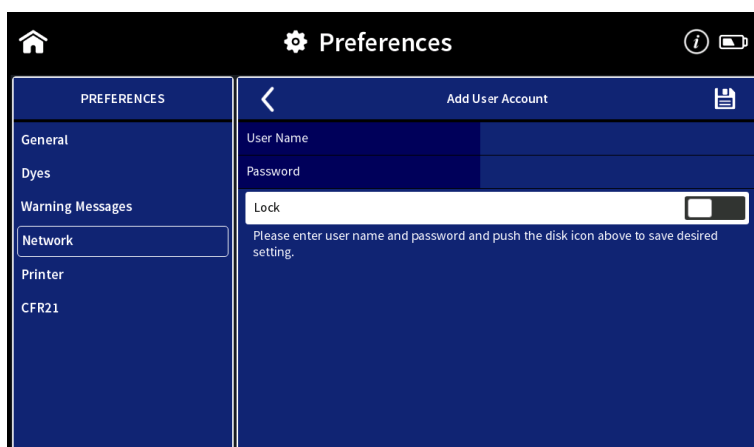 Preferences
PREFERENCES
General
Dyes
Warning Messages
Network
Printer
CFR21
Add User Account
User Name
Password
Lock
Please enter user name and password and push the disk icon above to save desired
setting.